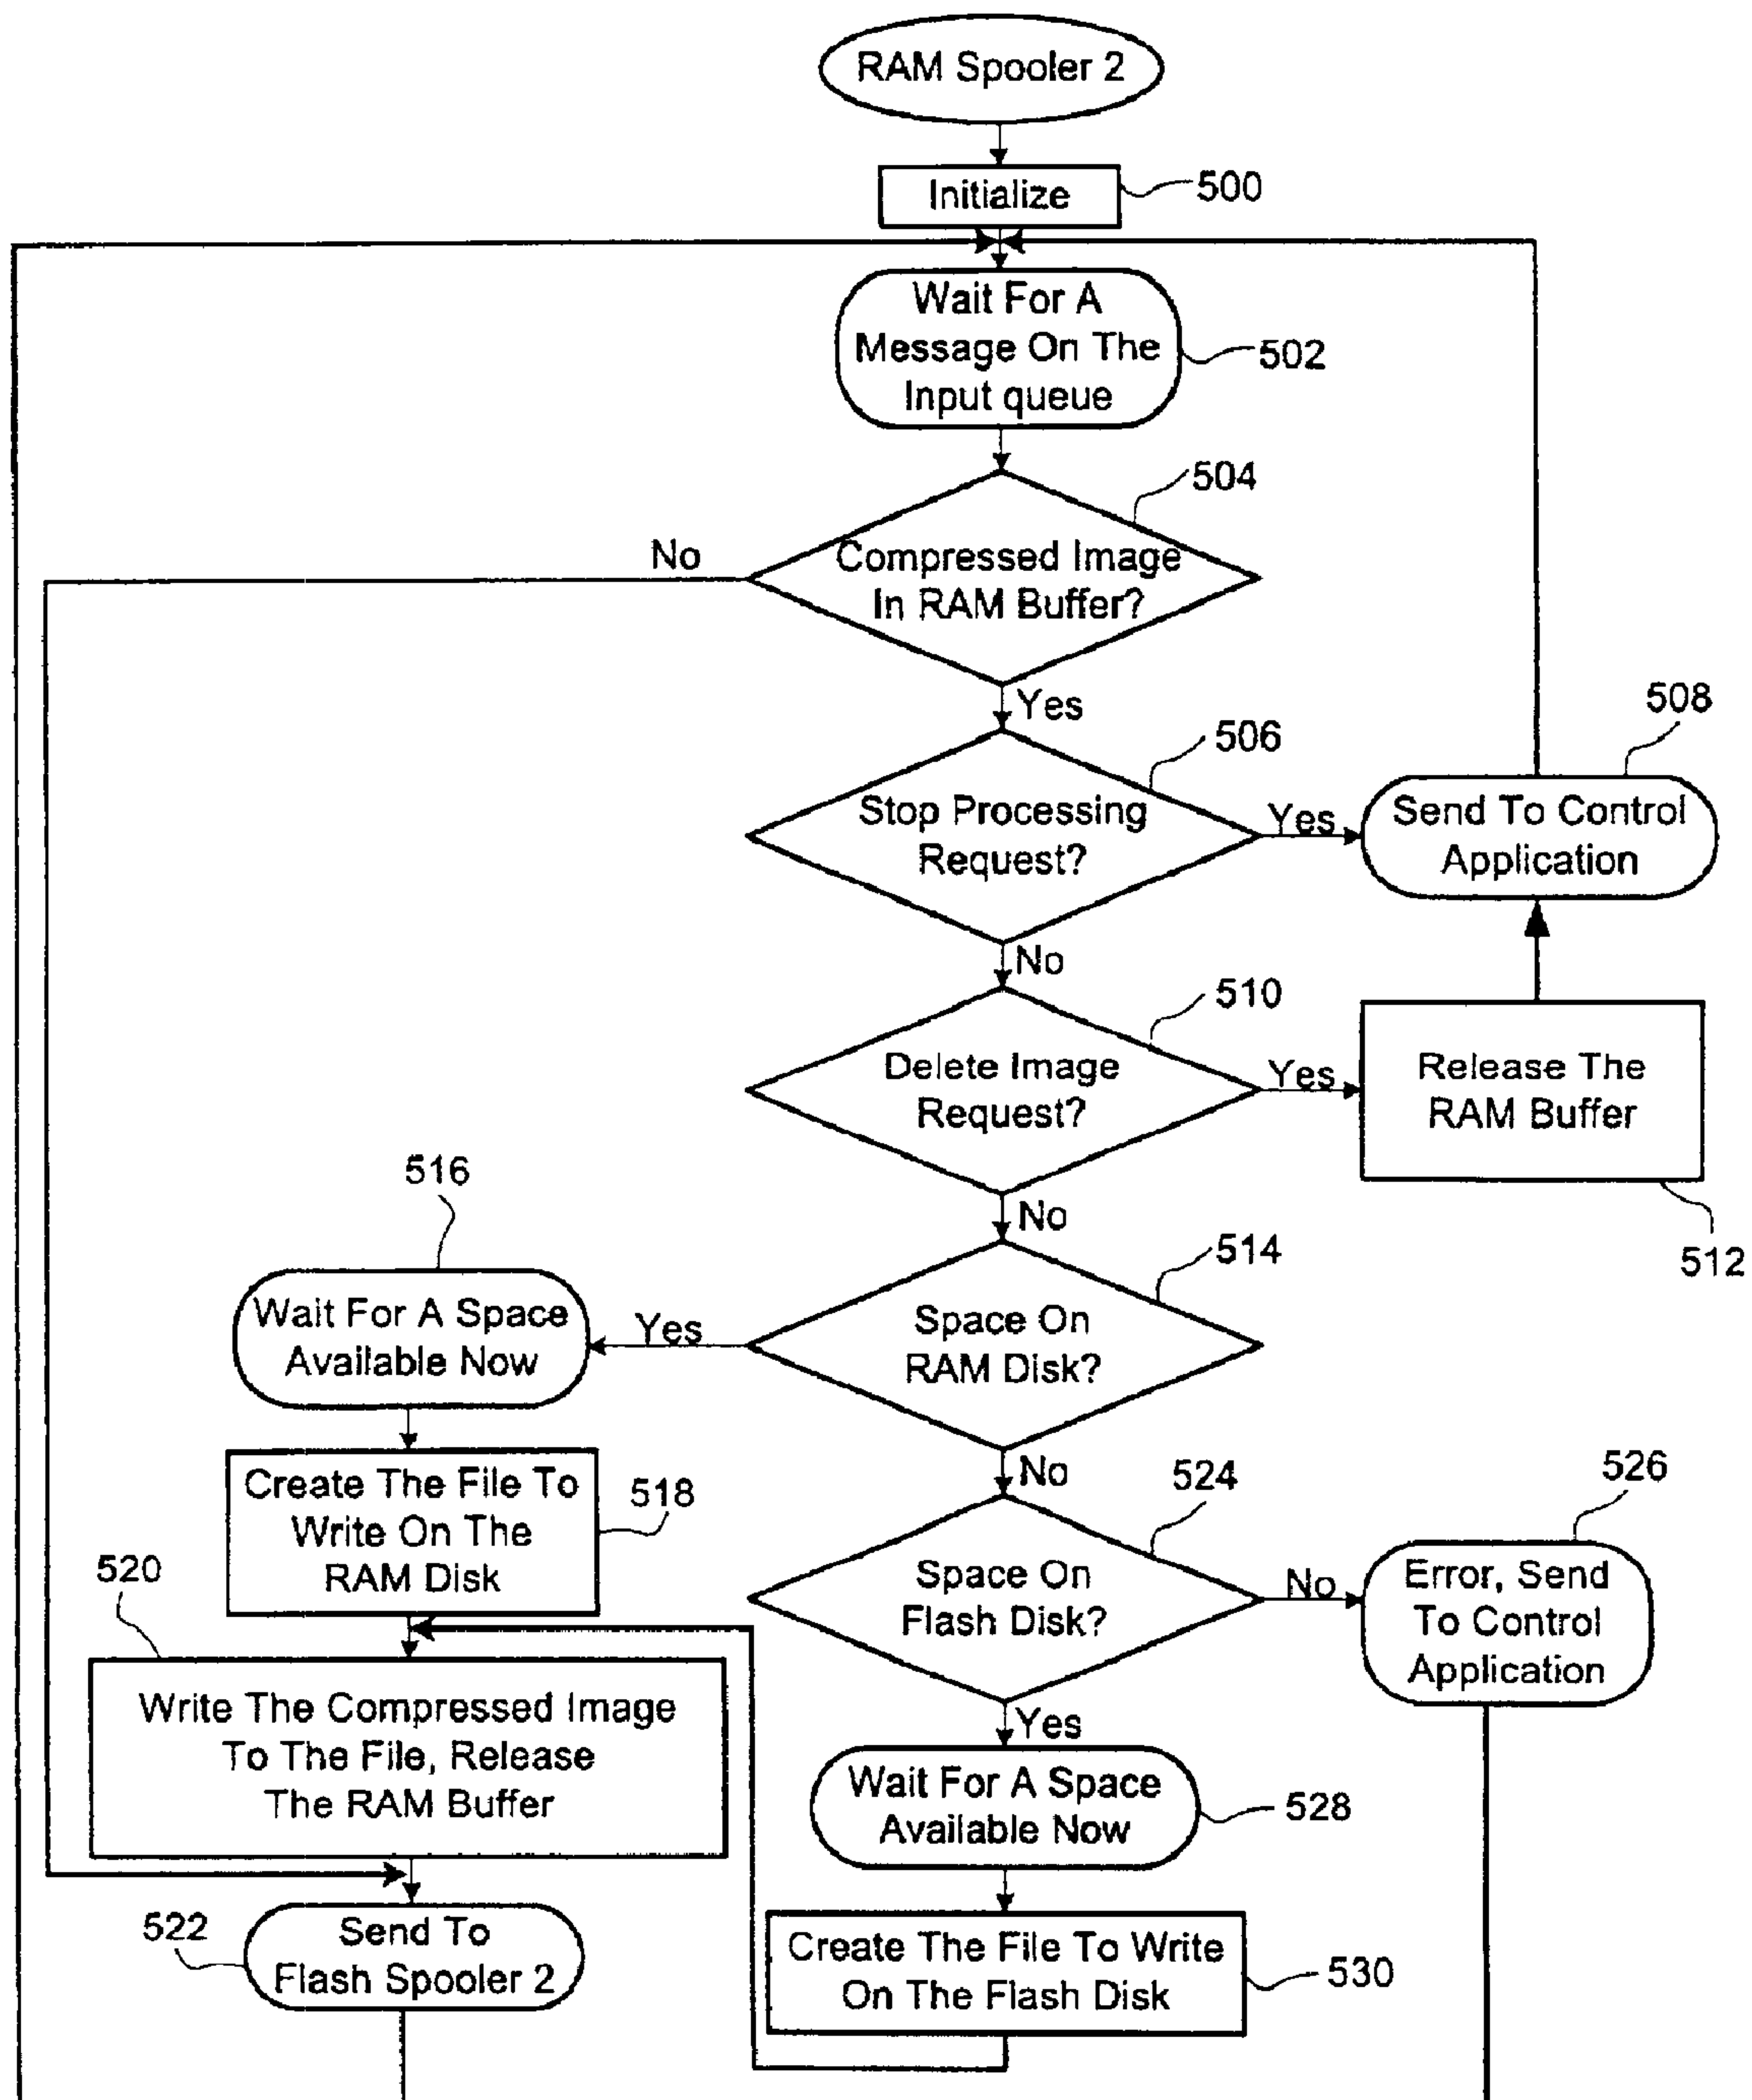 RAM Spooler 2
Initialize
500
Wait For A
Message On The
Input queue
502
504
No
Compressed Image
In RAM Buffer?
Yes
506
508
Stop Processing
Request?
Yes
Send To Control
Application
No
510
Delete Image
Request?
Yes
Release The
RAM Buffer
512
No
516
514
Wait For A Space
Available Now
Yes
Space On
RAM Disk?
No
Create The File To
Write On The
RAM Disk
518
524
526
Space On
Flash Disk?
No
Error, Send
To Control
Application
520
Write The Compressed Image
To The File, Release
The RAM Buffer
Yes
Wait For A Space
Available Now
528
522
Send To
Flash Spooler 2
Create The File To Write
On The Flash Disk
530